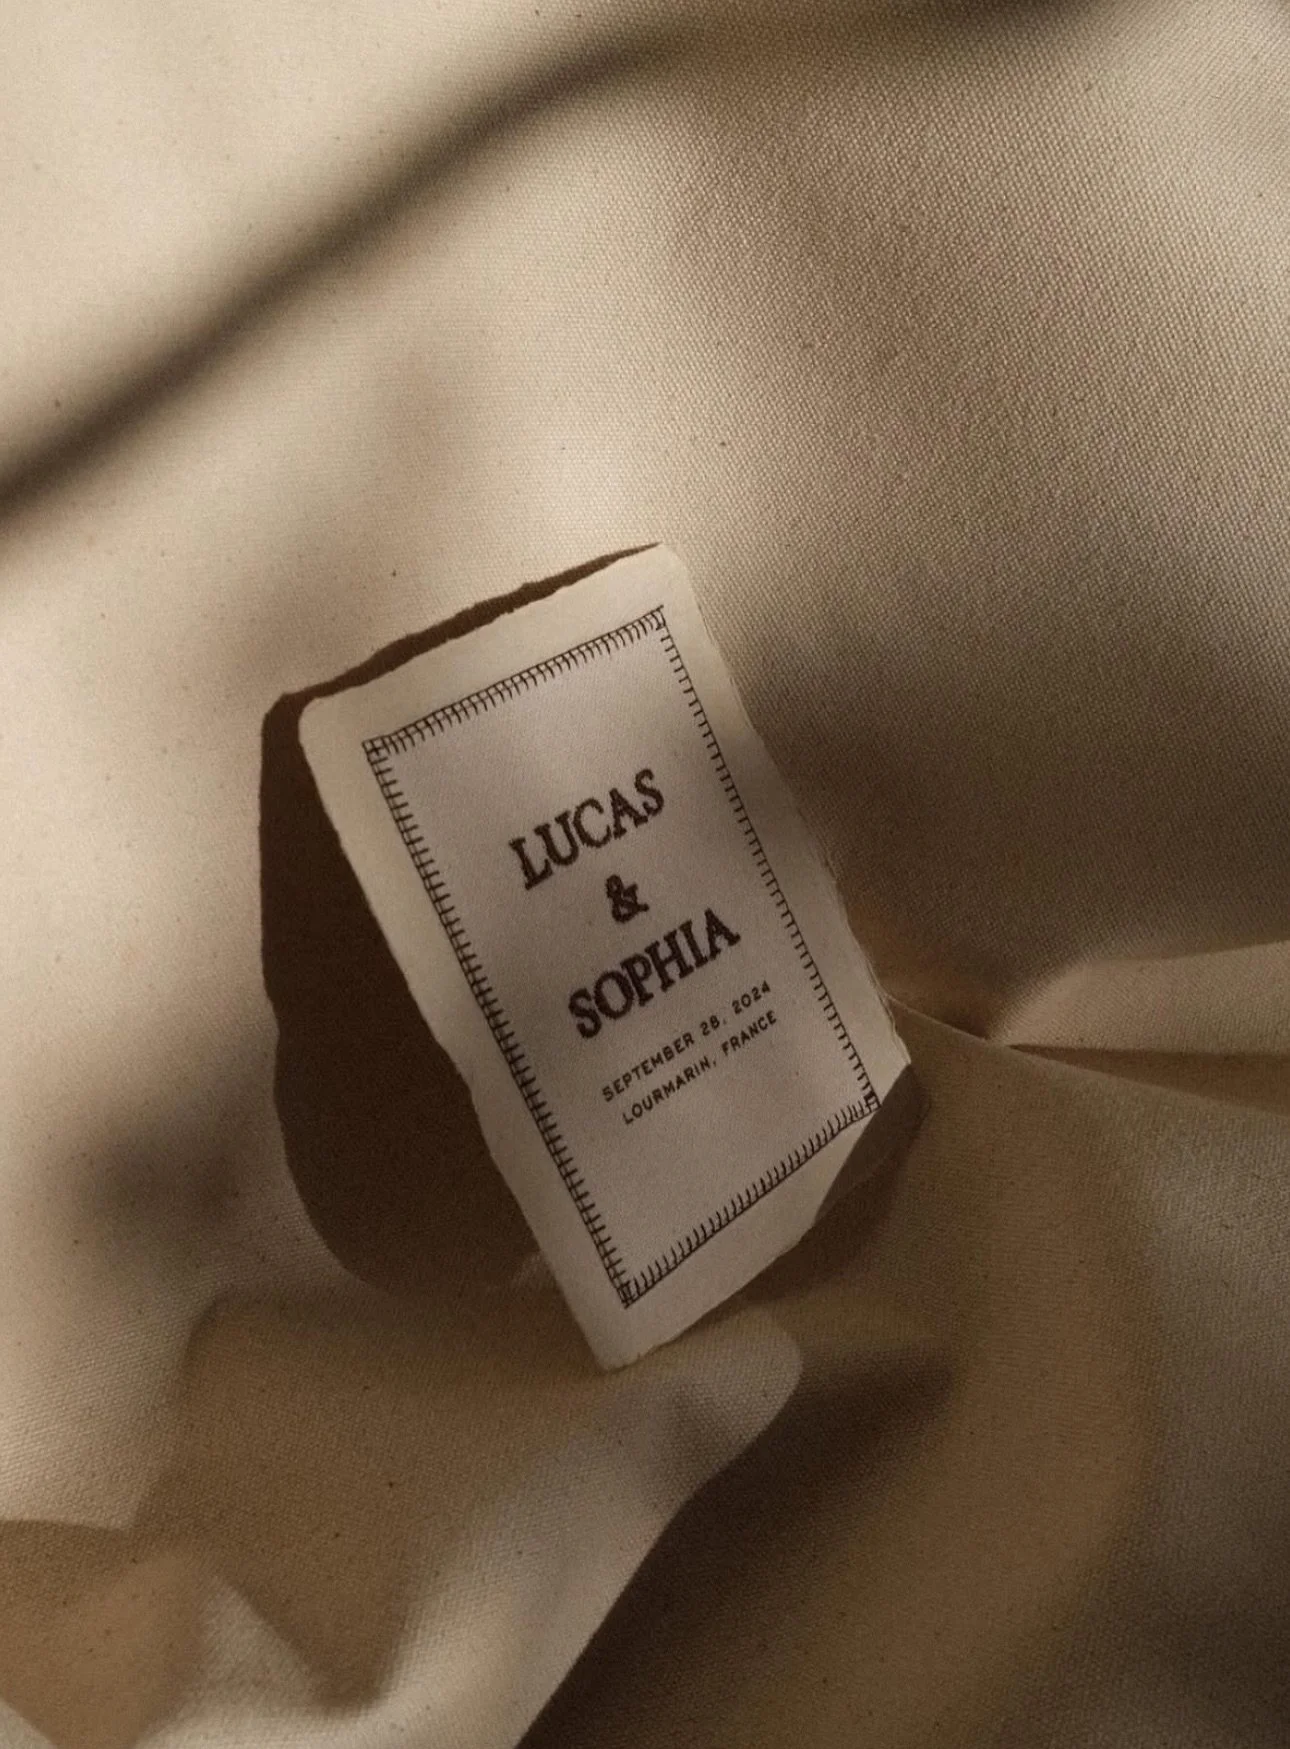 LUCAS
&
SOPHIA
SEPTEMBER 28, 2024
LOURMARIN, FRANCE